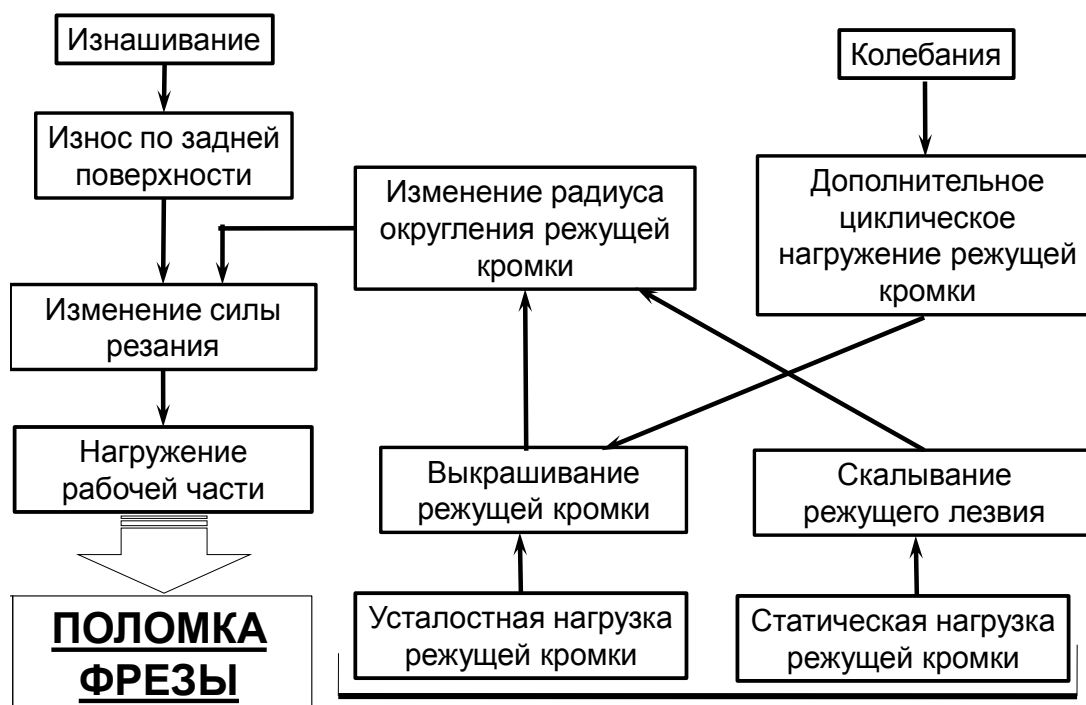 Изнашивание
Износ по задней
поверхности
Изменение силы
резания
Нагружение
рабочей части
ПОЛОМКА
ФРЕЗЫ
Изменение радиуса
округления режущей
кромки
Выкрашивание
режущей кромки
Усталостная нагрузка
режущей кромки
Колебания
Дополнительное
циклическое
нагружение режущей
кромки
Скалывание
режущего лезвия
Статическая нагрузка
режущей кромки